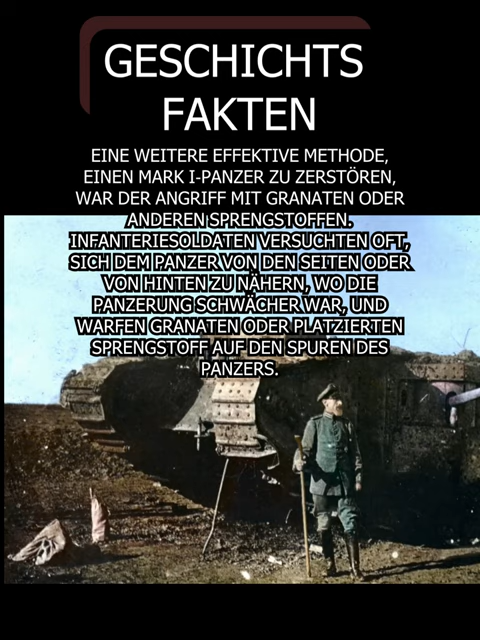 GESCHICHTS
FAKTEN
EINE WEITERE EFFEKTIVE METHODE,
EINEN MARK I-PANZER ZU ZERSTÖREN,
WAR DER ANGRIFF MIT GRANATEN ODER
ANDEREN SPRENGSTOFFEN.
INFANTERIESOLDATEN VERSUCHTEN OFT,
SICH DEM PANZER VON DEN SEITEN ODER
VON HINTEN ZU NÄHERN, WO DIE
PANZERUNG SCHWÄCHER WAR, UND
WARFEN GRANATEN ODER PLATZIERTEN
SPRENGSTOFF AUF DEN SPUREN DES
PANZERS.